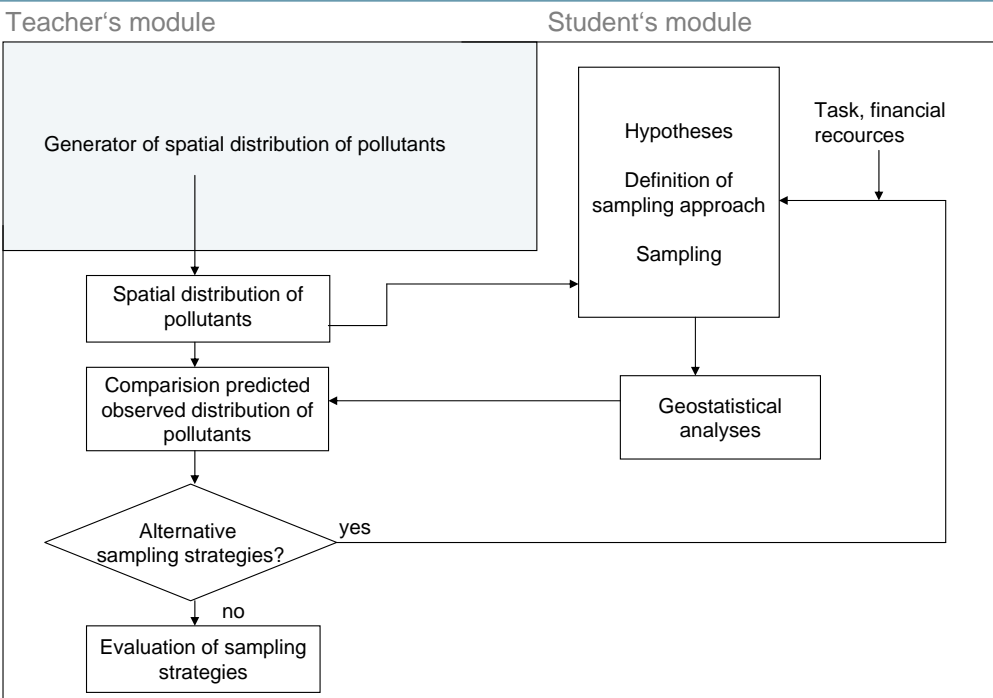 Teacher‘s module
Student‘s module
Generator of spatial distribution of pollutants
Hypotheses
Definition of
sampling approach
Sampling
Task, financial
recources
Spatial distribution of
pollutants
Comparision predicted
observed distribution of
pollutants
Geostatistical
analyses
Alternative
sampling strategies?
yes
no
Evaluation of sampling
strategies